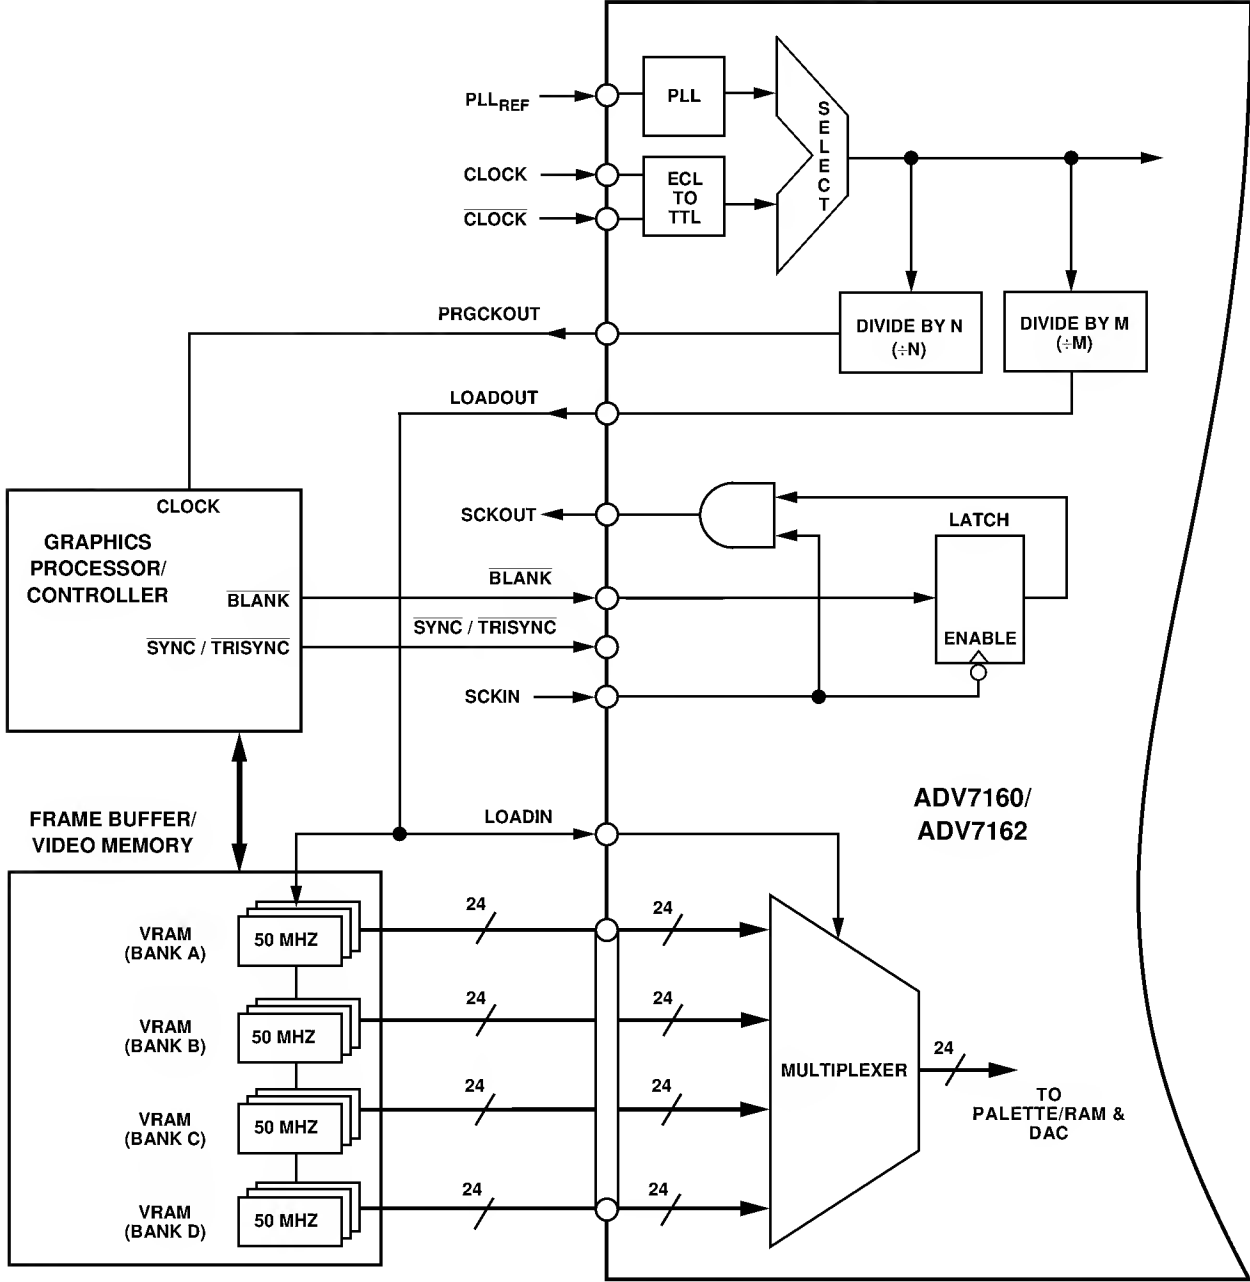 PLLREF
PLL
SELECT
CLOCK
CLOCK
ECL
TO
TTL
PRGCKOUT
DIVIDE BY N
(÷N)
DIVIDE BY M
(÷M)
LOADOUT
CLOCK
GRAPHICS
PROCESSOR/
CONTROLLER
BLANK
SYNC / TRISYNC
SCKOUT
LATCH
ENABLE
BLANK
SYNC / TRISYNC
SCKIN
ADV7160/
ADV7162
FRAME BUFFER/
VIDEO MEMORY
LOADIN
VRAM
(BANK A)
50 MHZ
24
24
VRAM
(BANK B)
50 MHZ
24
24
VRAM
(BANK C)
50 MHZ
24
24
VRAM
(BANK D)
50 MHZ
24
24
MULTIPLEXER
24
TO
PALETTE/RAM &
DAC